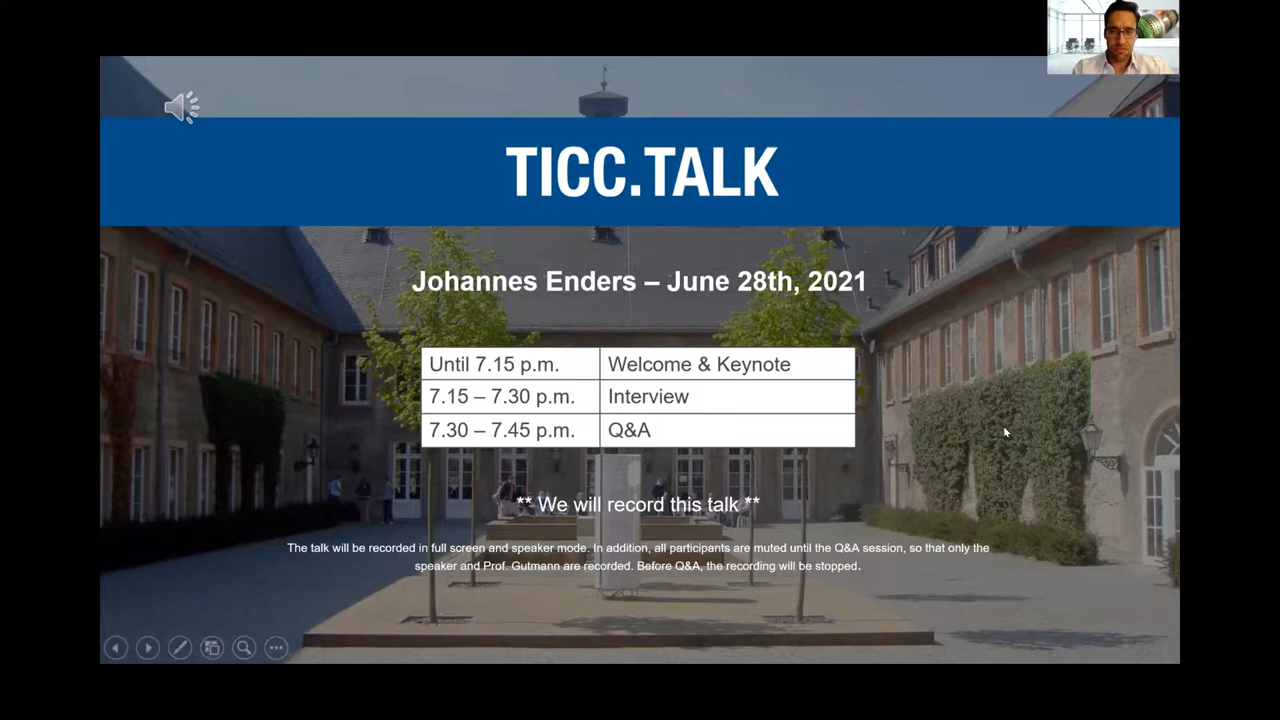 TICC.TALK
Johannes Enders – June 28th, 2021
Until 7.15 p.m. Welcome & Keynote
7.15 – 7.30 p.m. Interview
7.30 – 7.45 p.m. Q&A
** We will record this talk **
The talk will be recorded in full screen and speaker mode. In addition, all participants are muted until the Q&A session, so that only the
speaker and Prof. Gutmann are recorded. Before Q&A, the recording will be stopped.